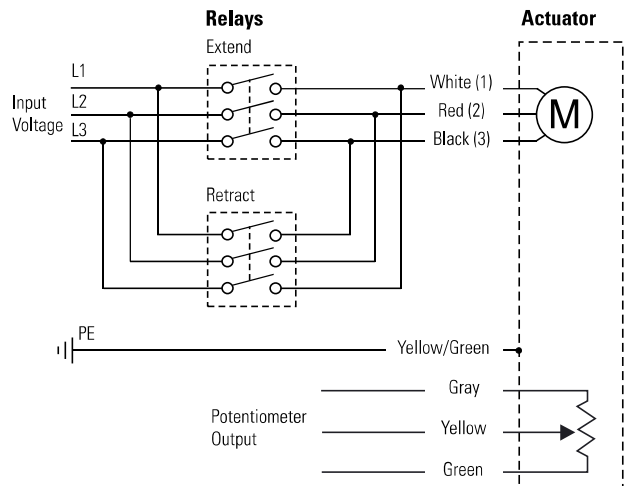 Relays
Actuator
Extend
L1
White (1)
Input
Voltage
L2
Red (2)
M
L3
Black (3)
Retract
PE
Yellow/Green
Gray
Potentiometer
Output
Yellow
Green